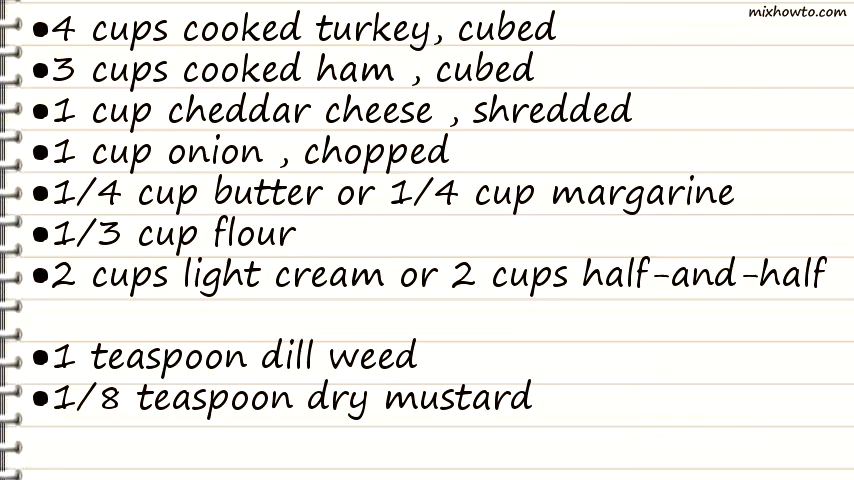 mixhowto.com
•4 cups cooked turkey, cubed
•3 cups cooked ham , cubed
•1 cup cheddar cheese , shredded
•1 cup onion , chopped
•1/4 cup butter or 1/4 cup margarine
•1/3 cup flour
•2 cups light cream or 2 cups half-and-half
•1 teaspoon dill weed
•1/8 teaspoon dry mustard